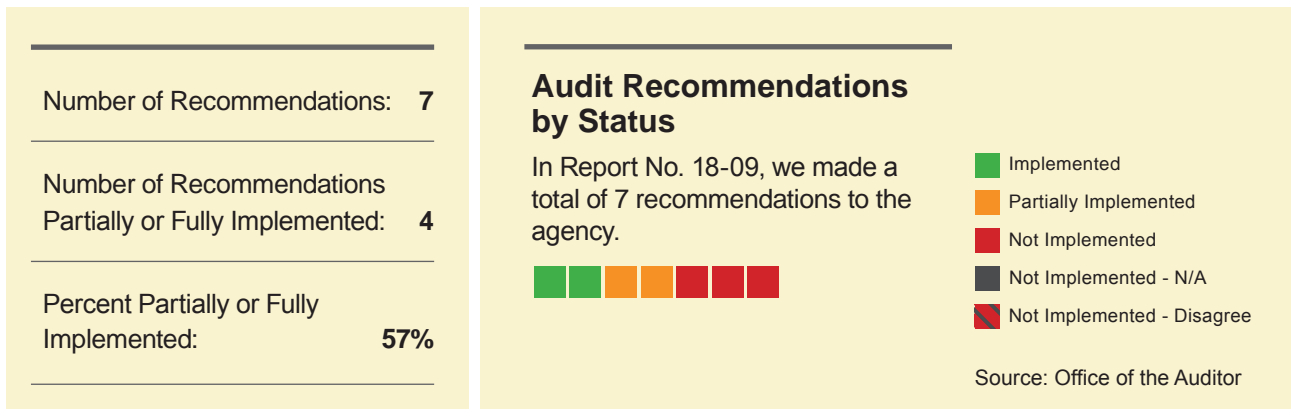 Number of Recommendations: 7
Number of Recommendations
Partially or Fully Implemented: 4
Percent Partially or Fully
Implemented: 57%
Audit Recommendations
by Status
In Report No. 18-09, we made a
total of 7 recommendations to the
agency.
Implemented
Partially Implemented
Not Implemented
Not Implemented - N/A
Not Implemented - Disagree
Source: Office of the Auditor